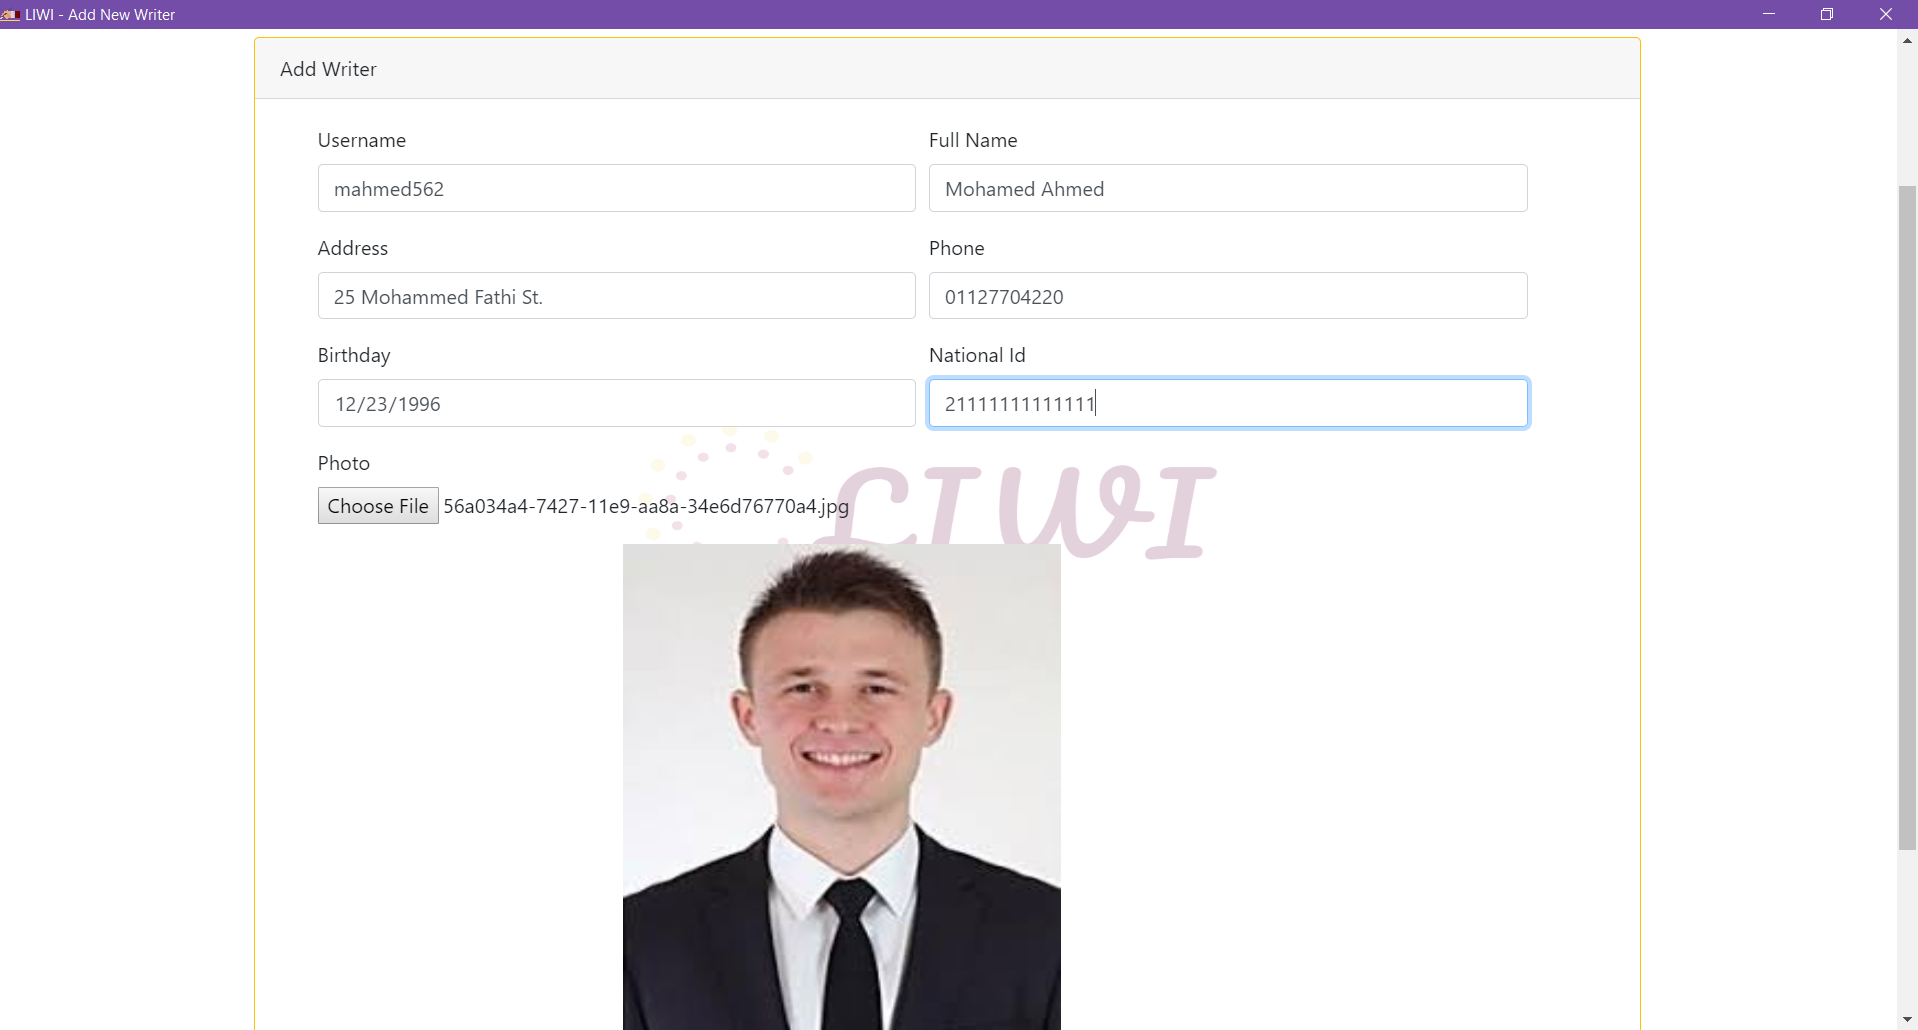 LIWI - Add New Writer
Add Writer
Username
Full Name
mahmed562
Mohamed Ahmed
Address
Phone
25 Mohammed Fathi St.
01127704220
Birthday
National Id
12/23/1996
21111111111111
Photo
Choose File 56a034a4-7427-11e9-aa8a-34e6d76770a4.jpg
LIWI